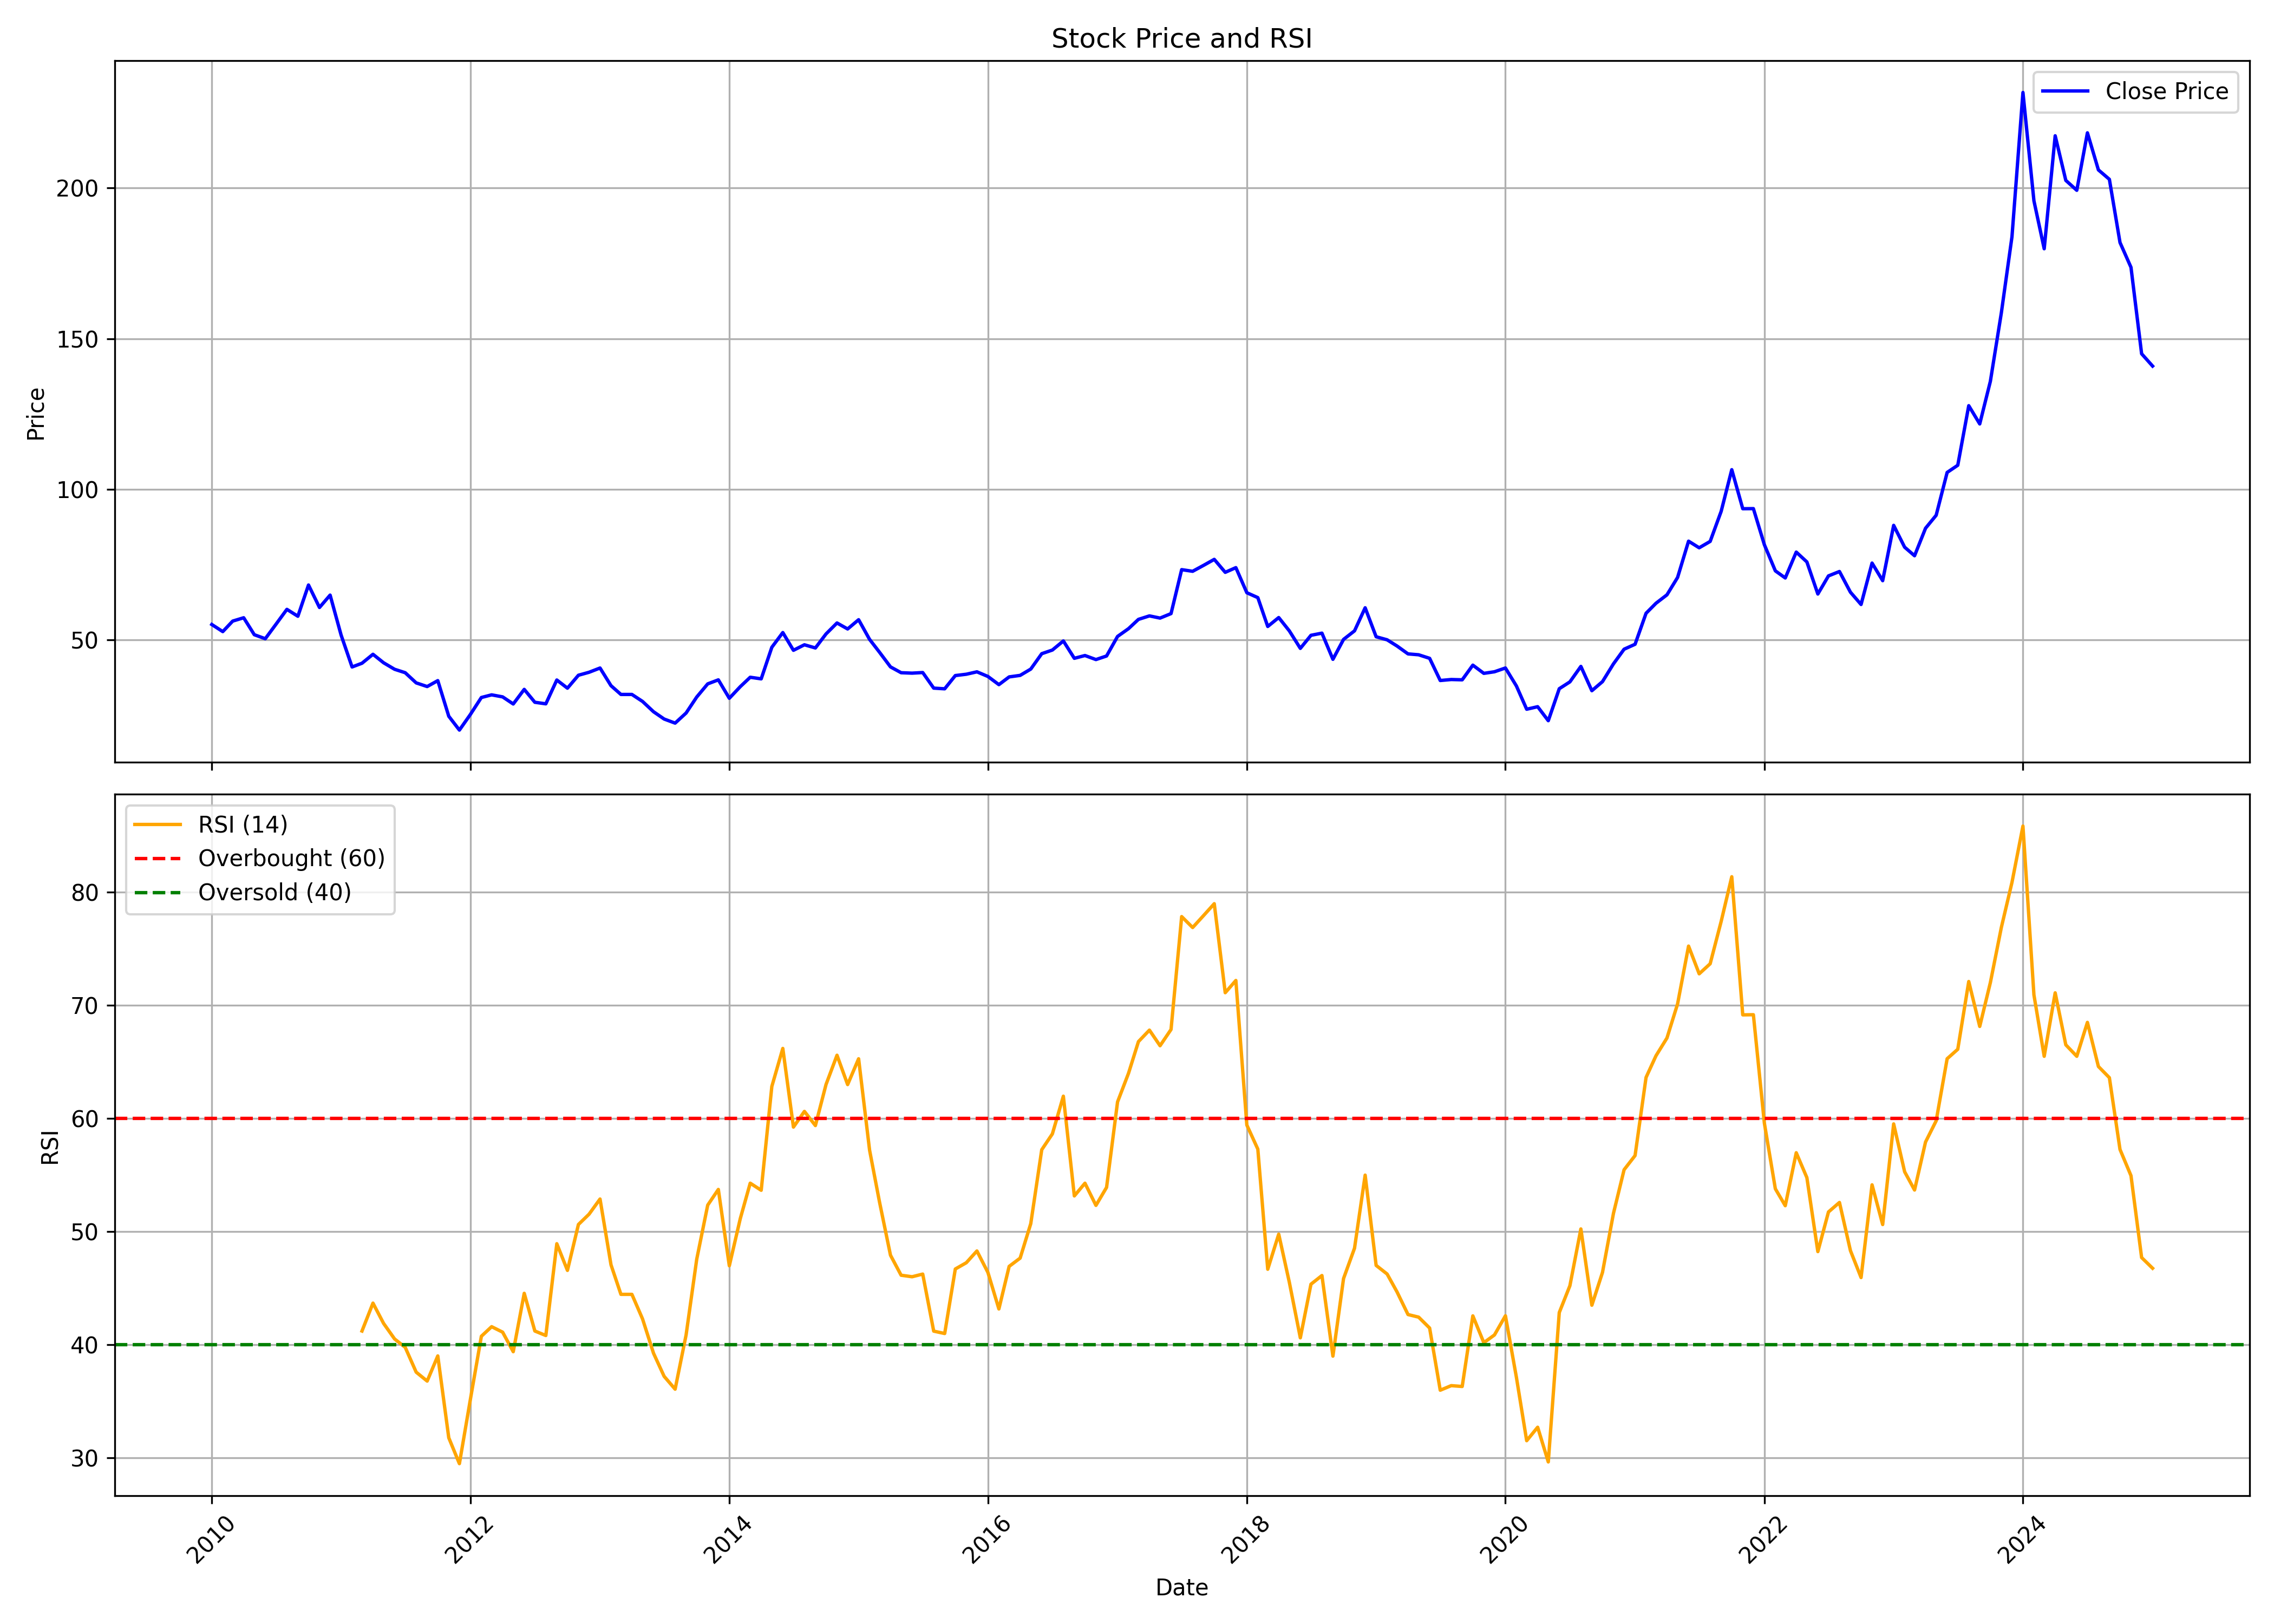 Stock Price and RSI
Close Price
200
150
100
50
Price
RSI (14)
Overbought (60)
Oversold (40)
80
70
60
50
40
30
RSI
2010
2012
2014
2016
2018
2020
2022
2024
Date